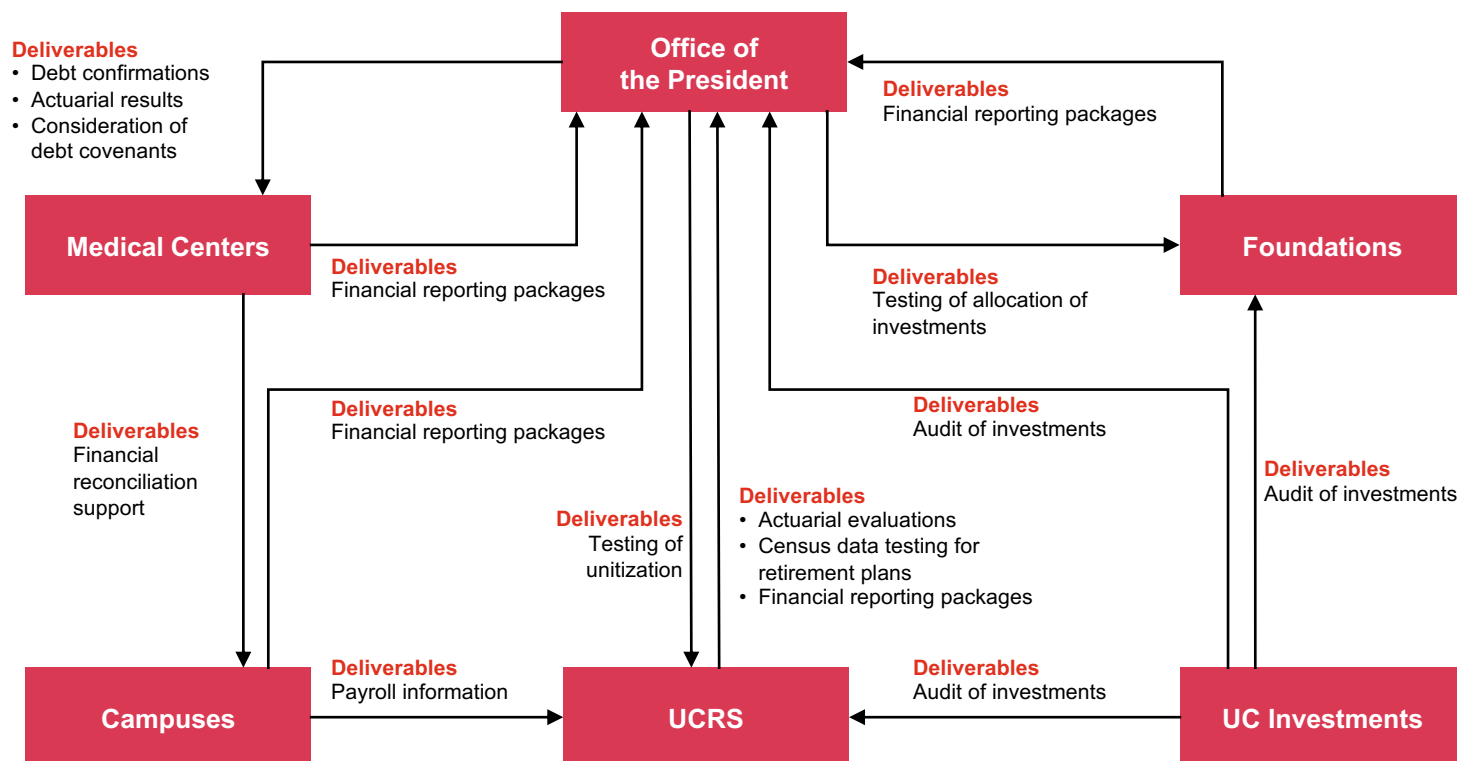 Office of
the President
Deliverables
• Debt confirmations
• Actuarial results
• Consideration of
debt covenants
Deliverables
Financial reporting packages
Medical Centers
Foundations
Deliverables
Financial reporting packages
Deliverables
Testing of allocation of
investments
Deliverables
Financial
reconciliation
support
Deliverables
Financial reporting packages
Deliverables
Audit of investments
Deliverables
Audit of investments
Deliverables
Testing of
unitization
Deliverables
• Actuarial evaluations
• Census data testing for
retirement plans
• Financial reporting packages
Deliverables
Payroll information
Deliverables
Audit of investments
Campuses
UCRS
UC Investments